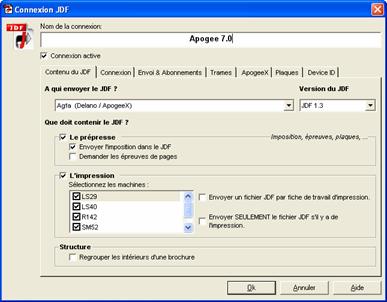 Connexion JDF
JDF
Nom de la connexion:
Apogee 7.0
Connexion active
Contenu du JDF Connexion Envoi & Abonnements Trames ApogeeX Plaques Device ID
A qui envoyer le JDF ? Version du JDF
Agfa (Delano / ApogeeX) JDF 1.3
Que doit contenir le JDF ?
Le prépresse Imposition, épreuves, plaques, ...
Envoyer l'imposition dans le JDF
Demander les épreuves de pages
L'impression
Sélectionnez les machines :
LS29
LS40
R142
SM52
Envoyer un fichier JDF par fiche de travail d'impression.
Envoyer SEULEMENT le fichier JDF s'il y a de
l'impression.
Structure
Regrouper les intérieurs d'une brochure
Ok Annuler Aide